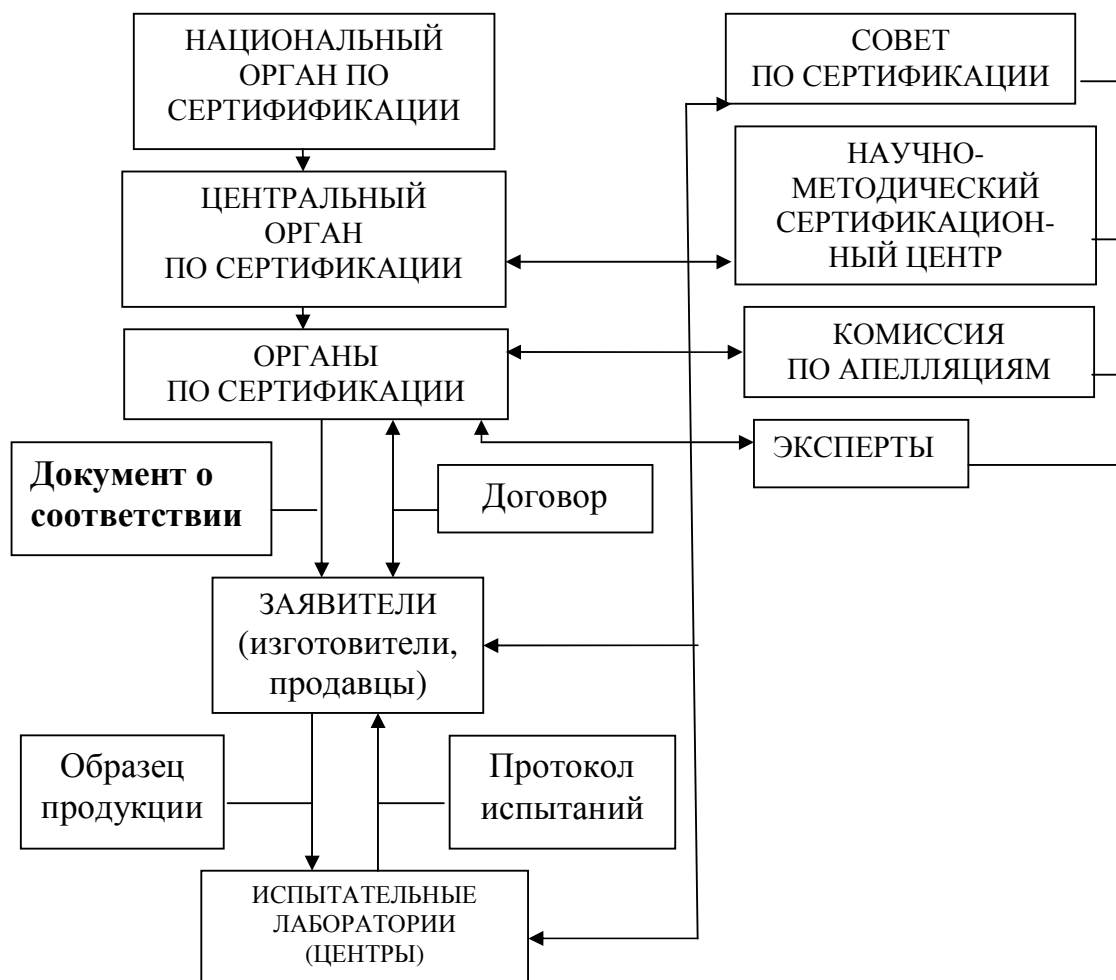 НАЦИОНАЛЬНЫЙ
ОРГАН ПО
СЕРТИФИФИКАЦИИ
ЦЕНТРАЛЬНЫЙ
ОРГАН
ПО СЕРТИФИКАЦИИ
ОРГАНЫ
ПО СЕРТИФИКАЦИИ
СОВЕТ
ПО СЕРТИФИКАЦИИ
НАУЧНО-
МЕТОДИЧЕСКИЙ
СЕРТИФИКАЦИОН-
НЫЙ ЦЕНТР
КОМИССИЯ
ПО АПЕЛЛЯЦИЯМ
ЭКСПЕРТЫ
Документ о
соответствии
Договор
ЗАЯВИТЕЛИ
(изготовители,
продавцы)
Образец
продукции
Протокол
испытаний
ИСПЫТАТЕЛЬНЫЕ
ЛАБОРАТОРИИ
(ЦЕНТРЫ)